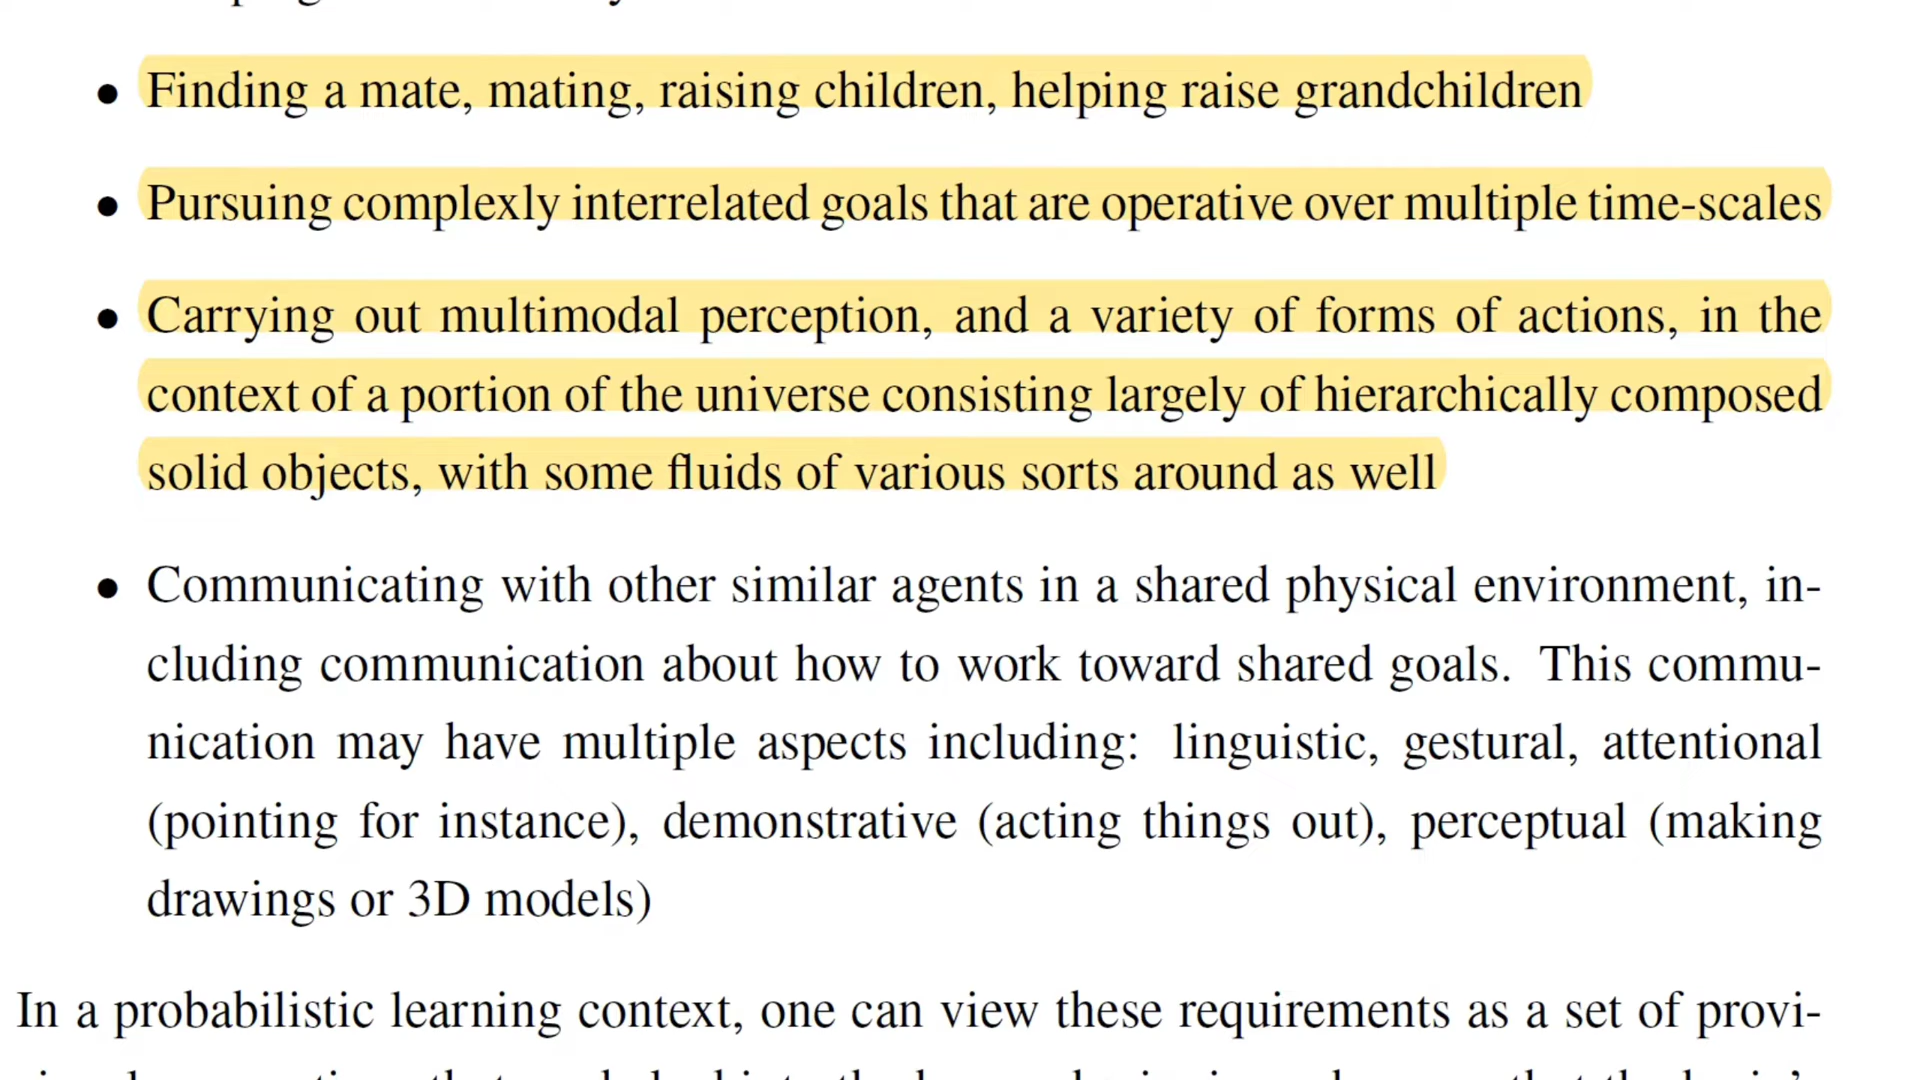 • Finding a mate, mating, raising children, helping raise grandchildren
• Pursuing complexly interrelated goals that are operative over multiple time-scales
• Carrying out multimodal perception, and a variety of forms of actions, in the
context of a portion of the universe consisting largely of hierarchically composed
solid objects, with some fluids of various sorts around as well
• Communicating with other similar agents in a shared physical environment, in-
cluding communication about how to work toward shared goals. This commu-
nication may have multiple aspects including: linguistic, gestural, attentional
(pointing for instance), demonstrative (acting things out), perceptual (making
drawings or 3D models)
In a probabilistic learning context, one can view these requirements as a set of provi-